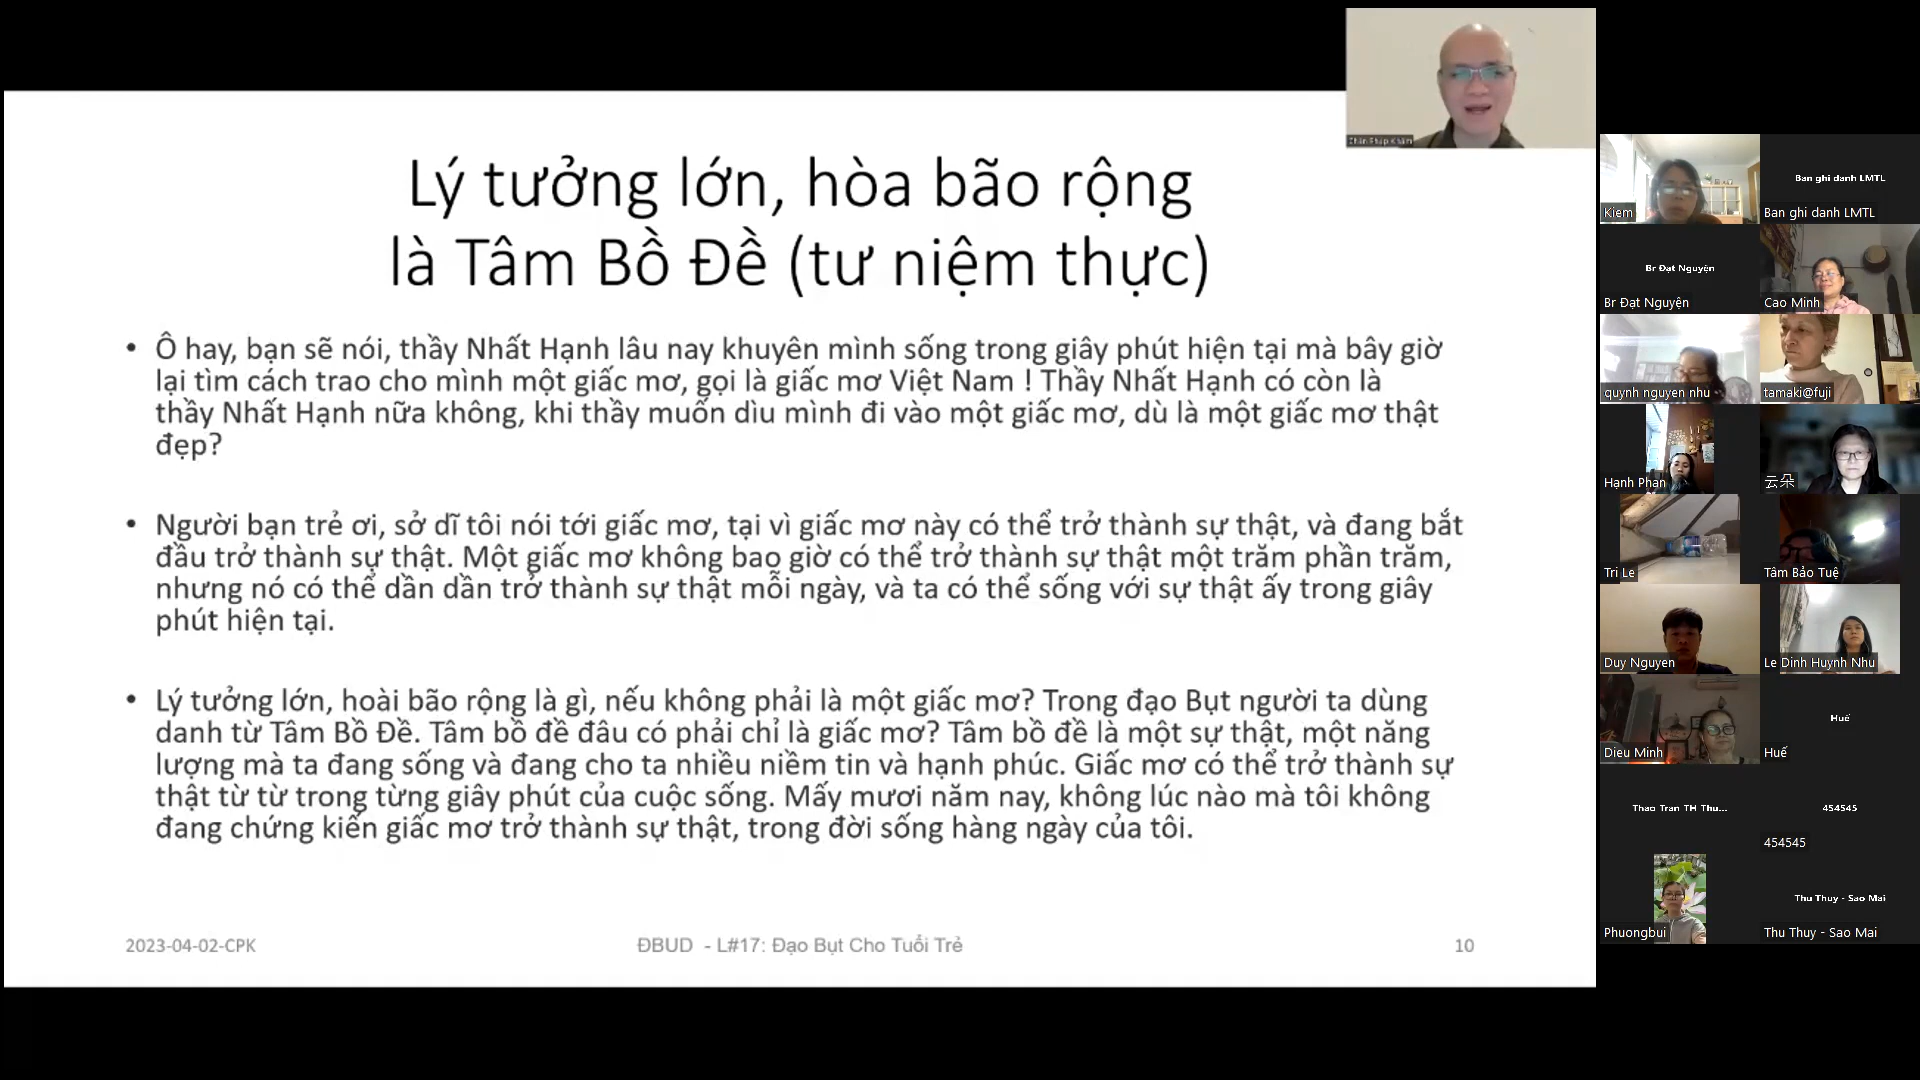 Chân Pháp Khâm
Lý tưởng lớn, hòa bão rộng
là Tâm Bồ Đề (tư niệm thực)
• Ô hay, bạn sẽ nói, thầy Nhất Hạnh lâu nay khuyên mình sống trong giây phút hiện tại mà bây giờ
lại tìm cách trao cho mình một giấc mơ, gọi là giấc mơ Việt Nam ! Thầy Nhất Hạnh có còn là
thầy Nhất Hạnh nữa không, khi thầy muốn dìu mình đi vào một giấc mơ, dù là một giấc mơ thật
đẹp?
• Người bạn trẻ ơi, sở dĩ tôi nói tới giấc mơ, tại vì giấc mơ này có thể trở thành sự thật, và đang bắt
đầu trở thành sự thật. Một giấc mơ không bao giờ có thể trở thành sự thật một trăm phần trăm,
nhưng nó có thể dần dần trở thành sự thật mỗi ngày, và ta có thể sống với sự thật ấy trong giây
phút hiện tại.
• Lý tưởng lớn, hoài bão rộng là gì, nếu không phải là một giấc mơ? Trong đạo Bụt người ta dùng
danh từ Tâm Bồ Đề. Tâm bồ đề đâu có phải chỉ là giấc mơ? Tâm bồ đề là một sự thật, một năng
lượng mà ta đang sống và đang cho ta nhiều niềm tin và hạnh phúc. Giấc mơ có thể trở thành sự
thật từ từ trong từng giây phút của cuộc sống. Mấy mươi năm nay, không lúc nào mà tôi không
đang chứng kiến giấc mơ trở thành sự thật, trong đời sống hàng ngày của tôi.
2023-04-02-CPK
ĐBUD - L#17: Đạo Bụt Cho Tuổi Trẻ
10
Kiem
Ban ghi danh LMTL
Ban ghi danh LMTL
Br Đạt Nguyện
Br Đạt Nguyện
Cao Minh
quynh nguyen nhu
tamaki@fuji
Hạnh Phan
云朵
Tri Le
Tâm Bảo Tuệ
Duy Nguyen
Le Dinh Huynh Nhu
Dieu Minh
Huế
Huế
Thao Tran TH Thu...
454545
454545
Phuongbui
Thu Thuy - Sao Mai
Thu Thuy - Sao Mai